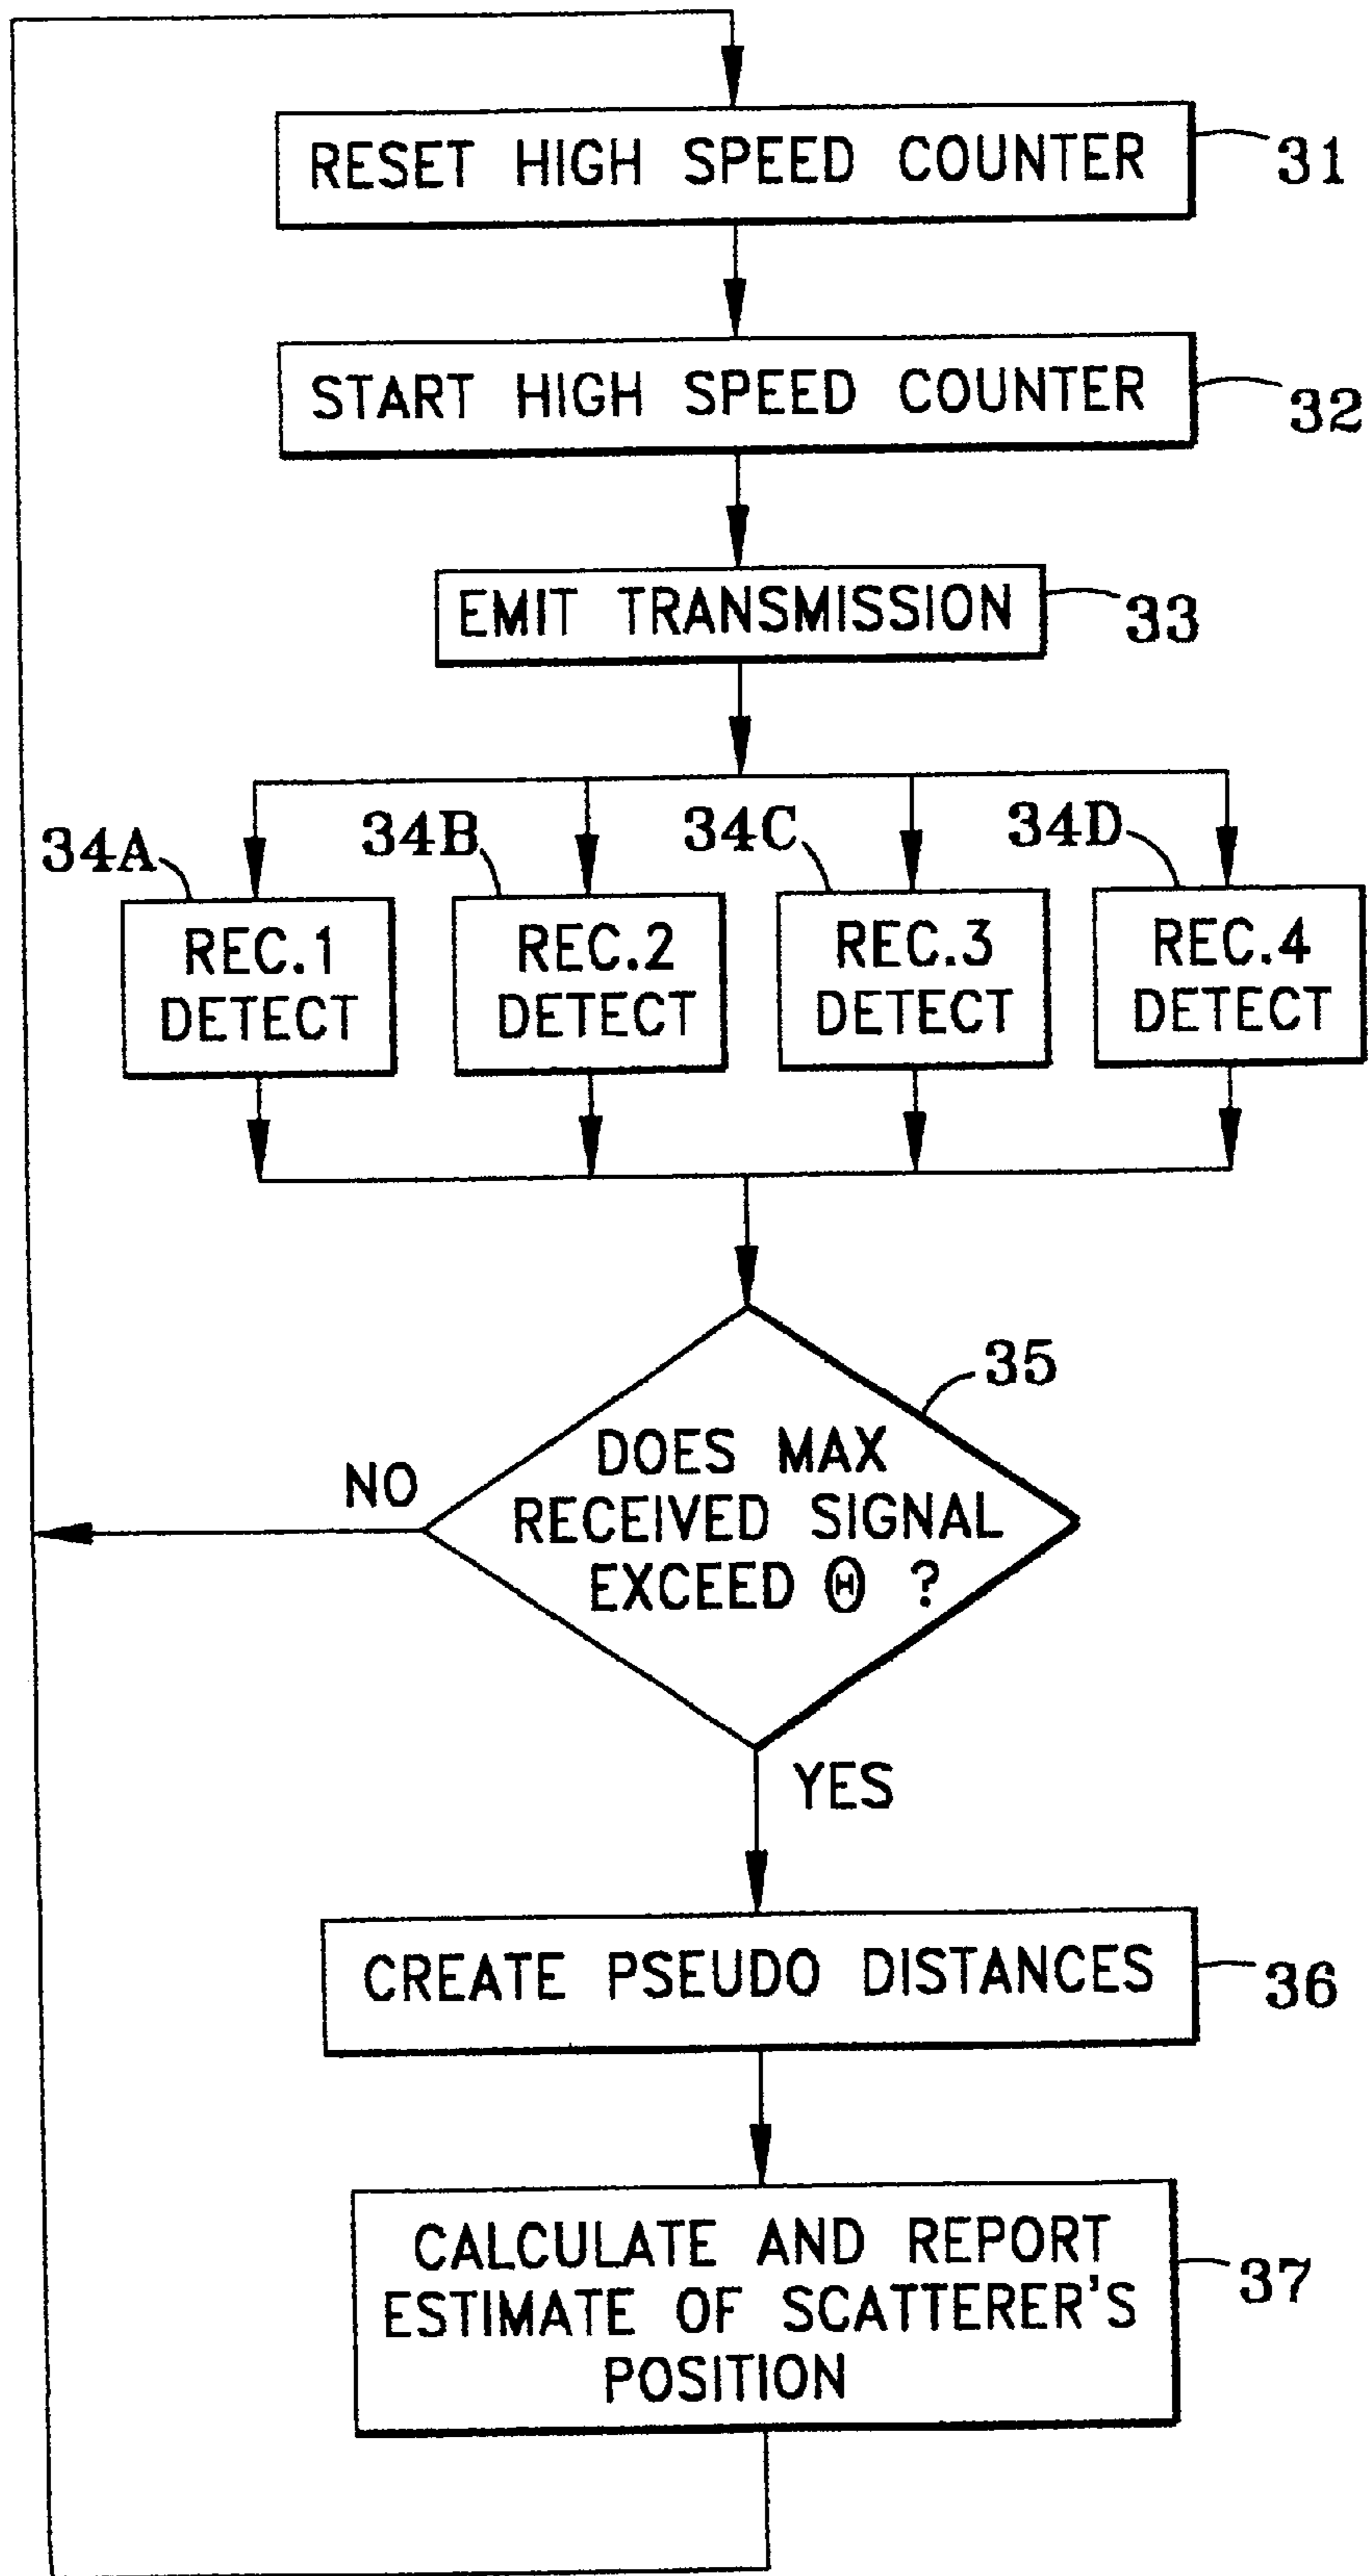 RESET HIGH SPEED COUNTER
31
START HIGH SPEED COUNTER
32
EMIT TRANSMISSION
33
34A
34B
34C
34D
REC.1
DETECT
REC.2
DETECT
REC.3
DETECT
REC.4
DETECT
35
DOES MAX
RECEIVED SIGNAL
EXCEED Θ ?
NO
YES
CREATE PSEUDO DISTANCES
36
CALCULATE AND REPORT
ESTIMATE OF SCATTERER'S
POSITION
37